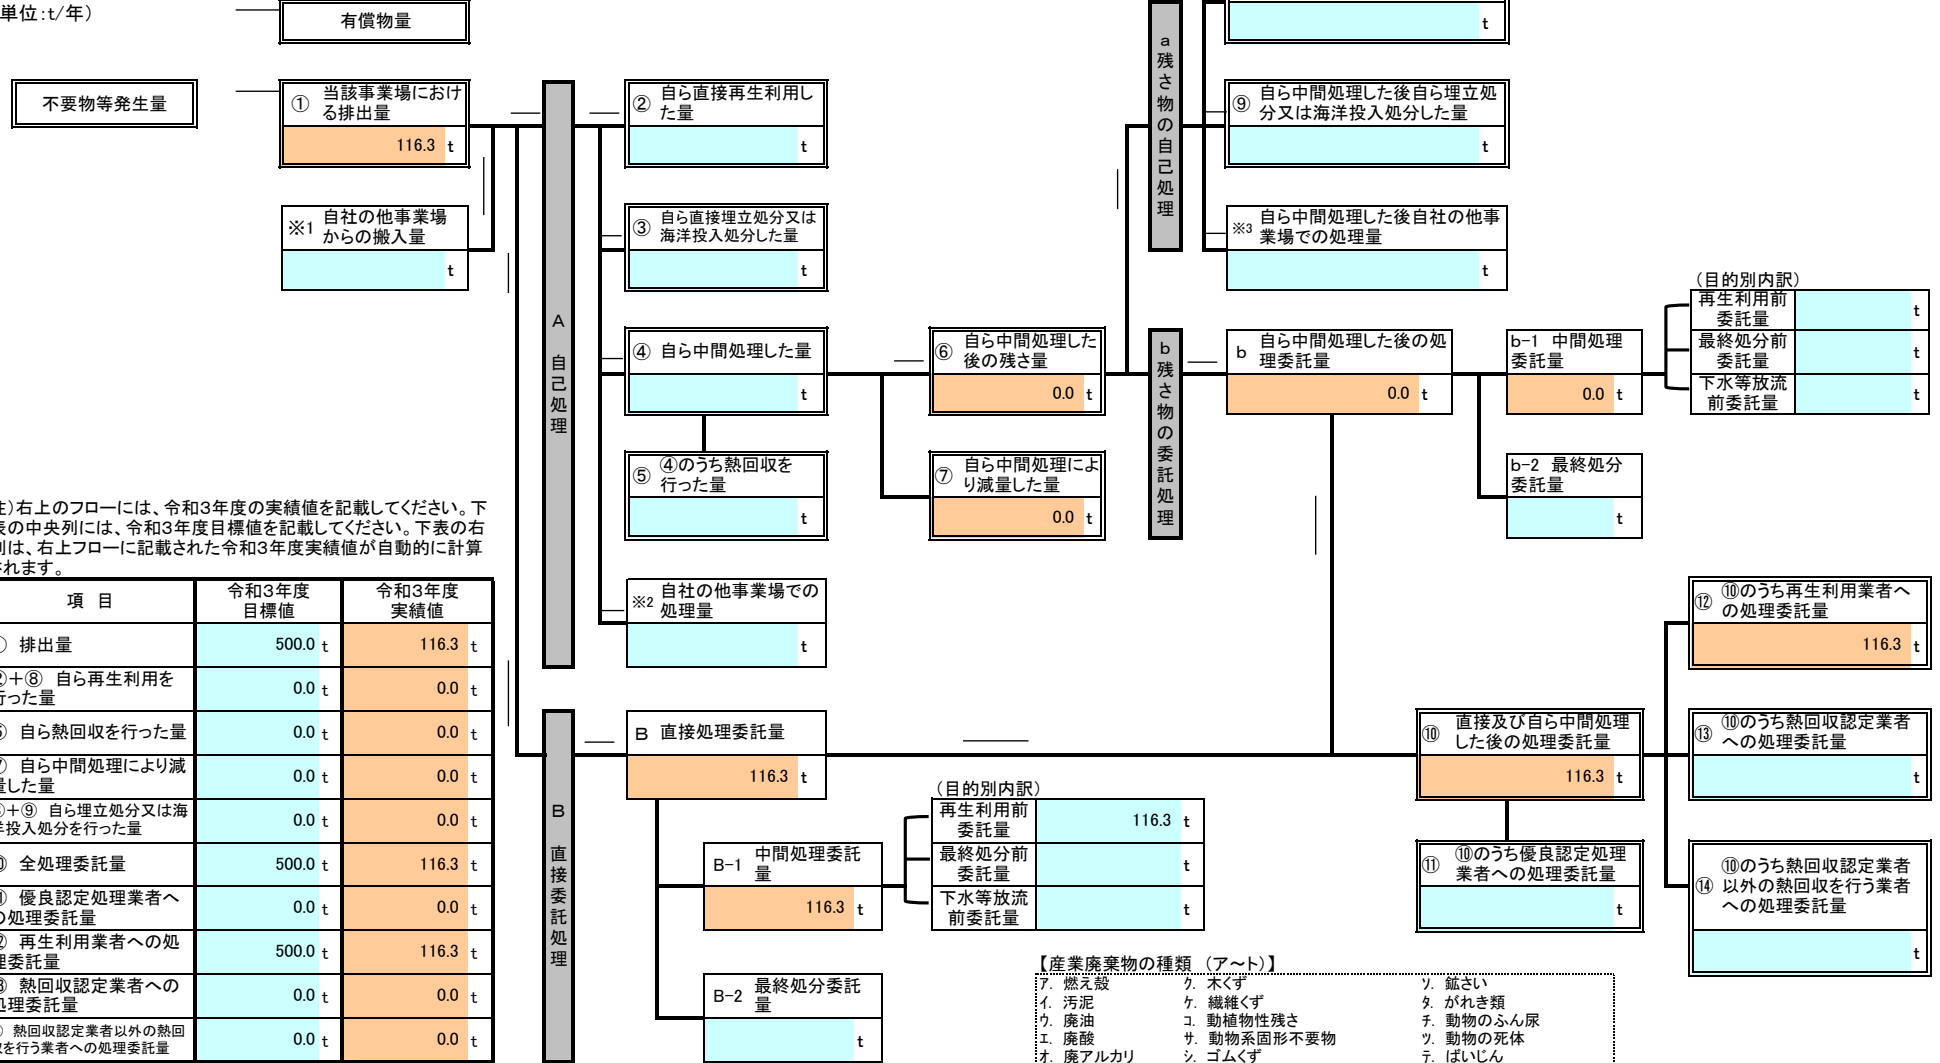 単位:t/年)
有償物量
t
不要物等発生量
① 当該事業場におけ
る排出量
116.3 t
※1 自社の他事業場
からの搬入量
t
A 自己処理
② 自ら直接再生利用し
た量
t
③ 自ら直接埋立処分又は
海洋投入処分した量
t
④ 自ら中間処理した量
t
⑤ ④のうち熱回収を
行った量
t
※2 自社の他事業場での
処理量
t
⑥ 自ら中間処理した
後の残さ量
0.0 t
⑦ 自ら中間処理によ
り減量した量
0.0 t
a 残さ物の自己処理
⑨ 自ら中間処理した後自ら埋立処
分又は海洋投入処分した量
t
※3 自ら中間処理した後自社の他事
業場での処理量
t
b 残さ物の委託処理
b 自ら中間処理した後の処
理委託量
0.0 t
b-1 中間処理
委託量
0.0 t
b-2 最終処分
委託量
t
(目的別内訳)
再生利用前
委託量
t
最終処分前
委託量
t
下水等放流
前委託量
t
)右上のフローには、令和3年度の実績値を記載してください。下
の中央列には、令和3年度目標値を記載してください。下表の右
は、右上フローに記載された令和3年度実績値が自動的に計算
れます。
項 目
令和3年度
目標値
令和3年度
実績値
排出量
500.0 t
116.3 t
+⑧ 自ら再生利用を
行った量
0.0 t
0.0 t
自ら熱回収を行った量
0.0 t
0.0 t
自ら中間処理により減
量した量
0.0 t
0.0 t
+⑨ 自ら埋立処分又は海
洋投入処分を行った量
0.0 t
0.0 t
全処理委託量
500.0 t
116.3 t
優良認定処理業者へ
の処理委託量
0.0 t
0.0 t
再生利用業者への処
理委託量
500.0 t
116.3 t
熱回収認定業者への
処理委託量
0.0 t
0.0 t
熱回収認定業者以外の熱回
収を行う業者への処理委託量
0.0 t
0.0 t
B 直接委託処理
B 直接処理委託量
116.3 t
B-1 中間処理委託
量
116.3 t
B-2 最終処分委託
量
t
(目的別内訳)
再生利用前
委託量
116.3 t
最終処分前
委託量
t
下水等放流
前委託量
t
⑩ 直接及び自ら中間処理
した後の処理委託量
116.3 t
⑪ ⑩のうち優良認定処理
業者への処理委託量
t
⑫ ⑩のうち再生利用業者へ
の処理委託量
116.3 t
⑬ ⑩のうち熱回収認定業者
への処理委託量
t
⑭ ⑩のうち熱回収認定業者
以外の熱回収を行う業者
への処理委託量
t
【産業廃棄物の種類 (ア~ト)】
ア. 燃え殻 ク. 木くず ソ. 鉱さい
イ. 汚泥 ケ. 繊維くず タ. がれき類
ウ. 廃油 コ. 動植物性残さ チ. 動物のふん尿
エ. 廃酸 サ. 動物系固形不要物 ツ. 動物の死体
オ. 廃アルカリ シ. ゴムくず テ. ばいじん